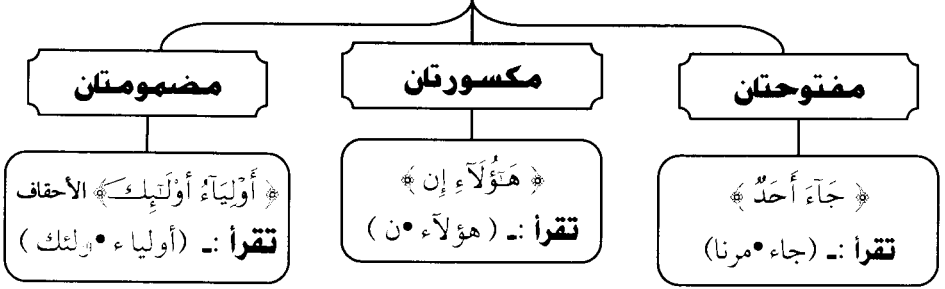 مفتوحتان
مكسورتان
مضمومتان
﴿ جَآءَ أَحَدٌ ﴾
تقرأ :ـ (جاء •مرنا)
﴿ هَـٰٓؤُلَآءِ إِن ﴾
تقرأ :ـ ( هؤلآء •ن )
﴿ أَوْلِيَآءُ أُوْلَـٰٓئِكَ ﴾ الأحقاف
تقرأ :ـ (أولياء •ولئك )